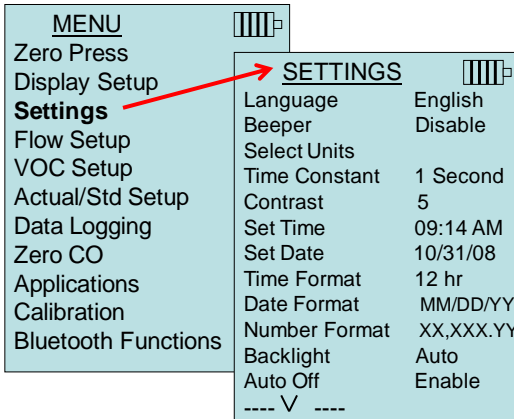 MENU
Zero Press
Display Setup
Settings
Flow Setup
VOC Setup
Actual/Std Setup
Data Logging
Zero CO
Applications
Calibration
Bluetooth Functions
SETTINGS
Language English
Beeper Disable
Select Units
Time Constant 1 Second
Contrast 5
Set Time 09:14 AM
Set Date 10/31/08
Time Format 12 hr
Date Format MM/DD/YY
Number Format XX,XXX.YY
Backlight Auto
Auto Off Enable
---- V ----